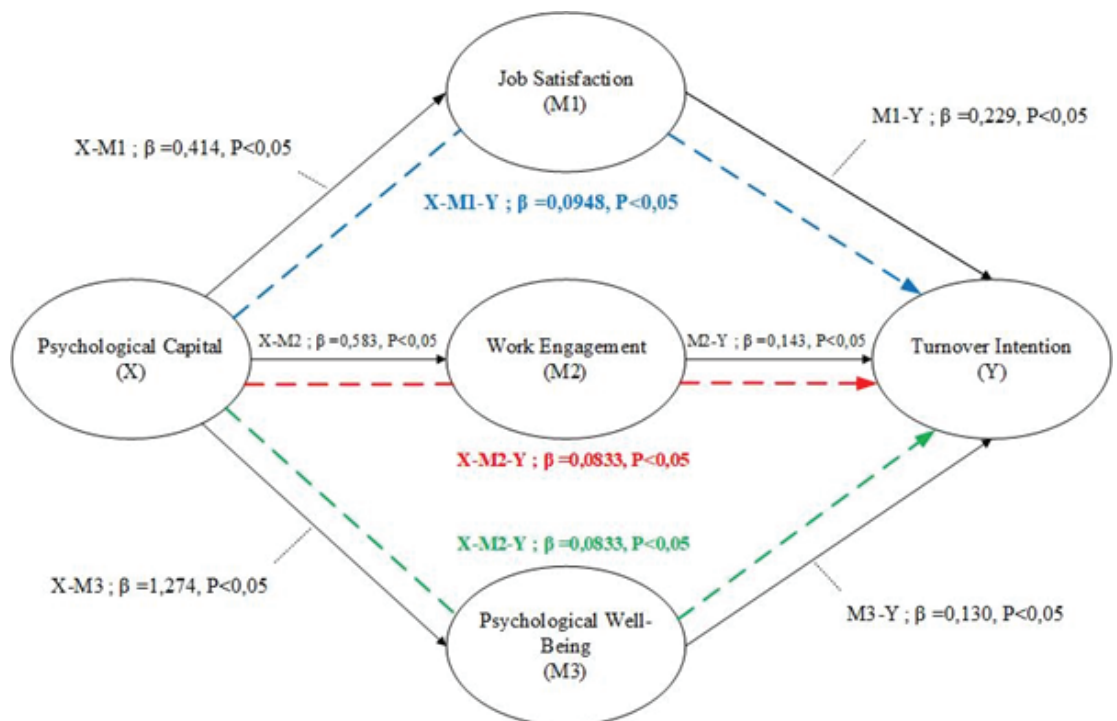 Job Satisfaction
(M1)
X-M1 ; β =0,414, P<0,05
M1-Y ; β =0,229, P<0,05
X-M1-Y ; β =0,0948, P<0,05
Psychological Capital
(X)
X-M2 ; β =0,583, P<0,05
Work Engagement
(M2)
M2-Y ; β =0,143, P<0,05
Turnover Intention
(Y)
X-M2-Y ; β =0,0833, P<0,05
X-M2-Y ; β =0,0833, P<0,05
X-M3 ; β =1,274, P<0,05
Psychological Well-
Being
(M3)
M3-Y ; β =0,130, P<0,05